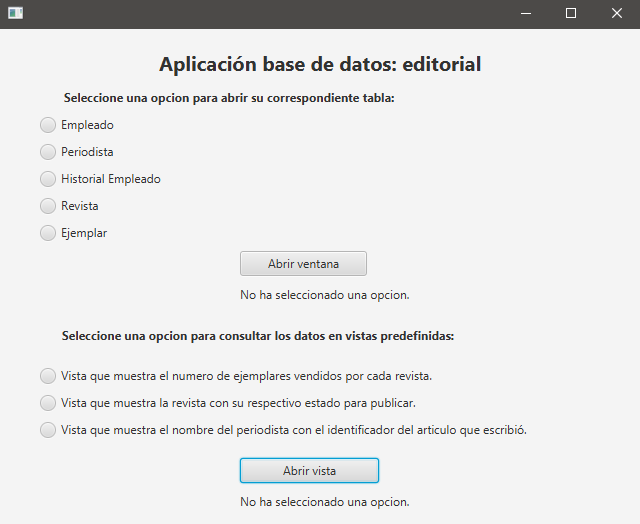 Aplicación base de datos: editorial
Seleccione una opcion para abrir su correspondiente tabla:
Empleado
Periodista
Historial Empleado
Revista
Ejemplar
Abrir ventana
No ha seleccionado una opcion.
Seleccione una opcion para consultar los datos en vistas predefinidas:
Vista que muestra el numero de ejemplares vendidos por cada revista.
Vista que muestra la revista con su respectivo estado para publicar.
Vista que muestra el nombre del periodista con el identificador del articulo que escribió.
Abrir vista
No ha seleccionado una opcion.